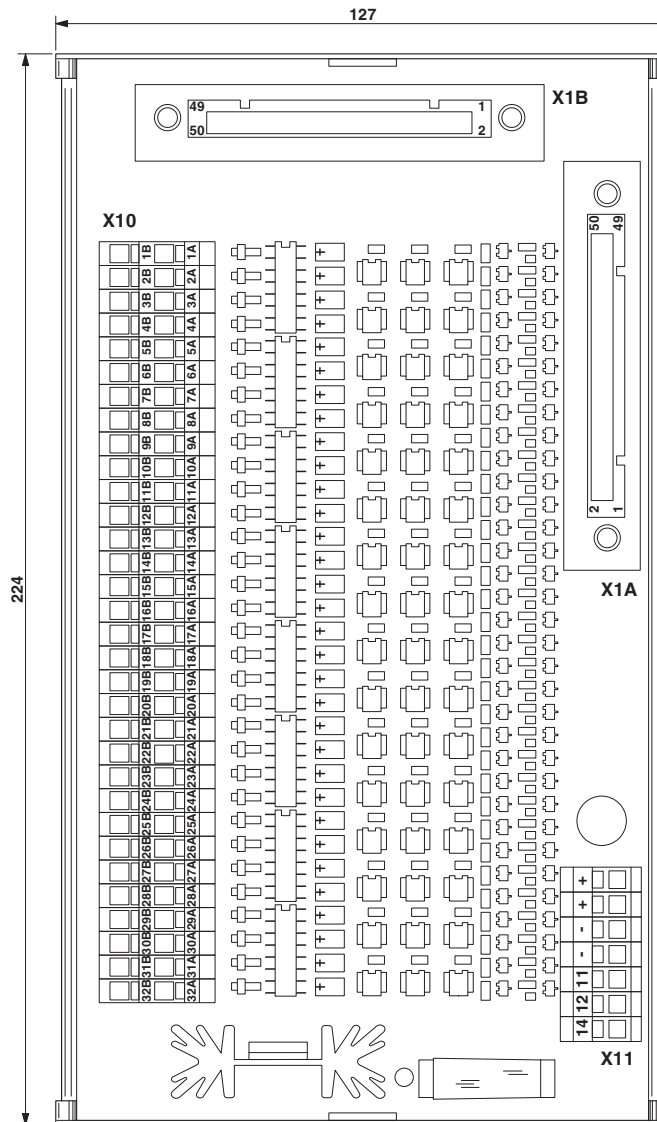 127
224
X1B
49 1
50 2
X10
1B 1A
2B 2A
3B 3A
4B 4A
5B 5A
6B 6A
7B 7A
8B 8A
9B 9A
10B 10A
11B 11A
12B 12A
13B 13A
14B 14A
15B 15A
16B 16A
17B 17A
18B 18A
19B 19A
20B 20A
21B 21A
22B 22A
23B 23A
24B 24A
25B 25A
26B 26A
27B 27A
28B 28A
29B 29A
30B 30A
31B 31A
32B 32A
50 49
2 1
X1A
+
+
-
-
11
12
14
X11